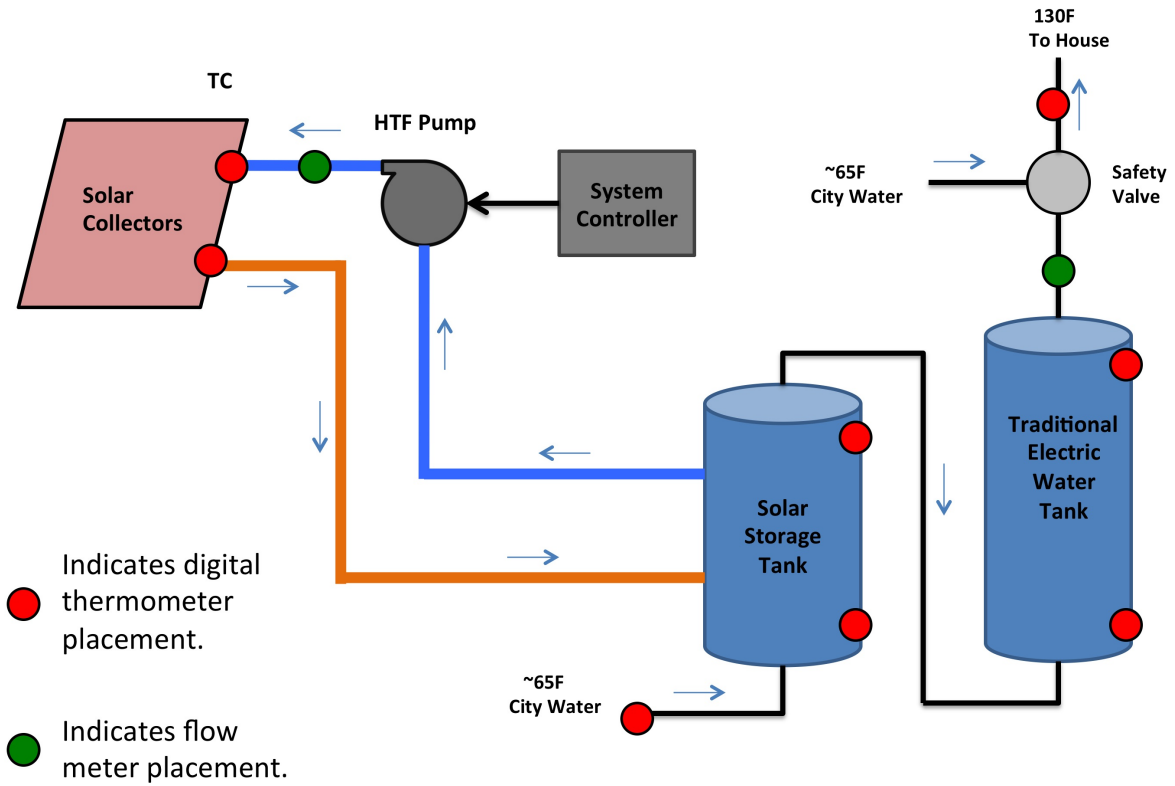 130F
To House
TC
HTF Pump
~65F
City Water
Safety
Valve
Solar
Collectors
System
Controller
Traditional
Electric
Water
Tank
Solar
Storage
Tank
Indicates digital
thermometer
placement.
~65F
City Water
Indicates flow
meter placement.